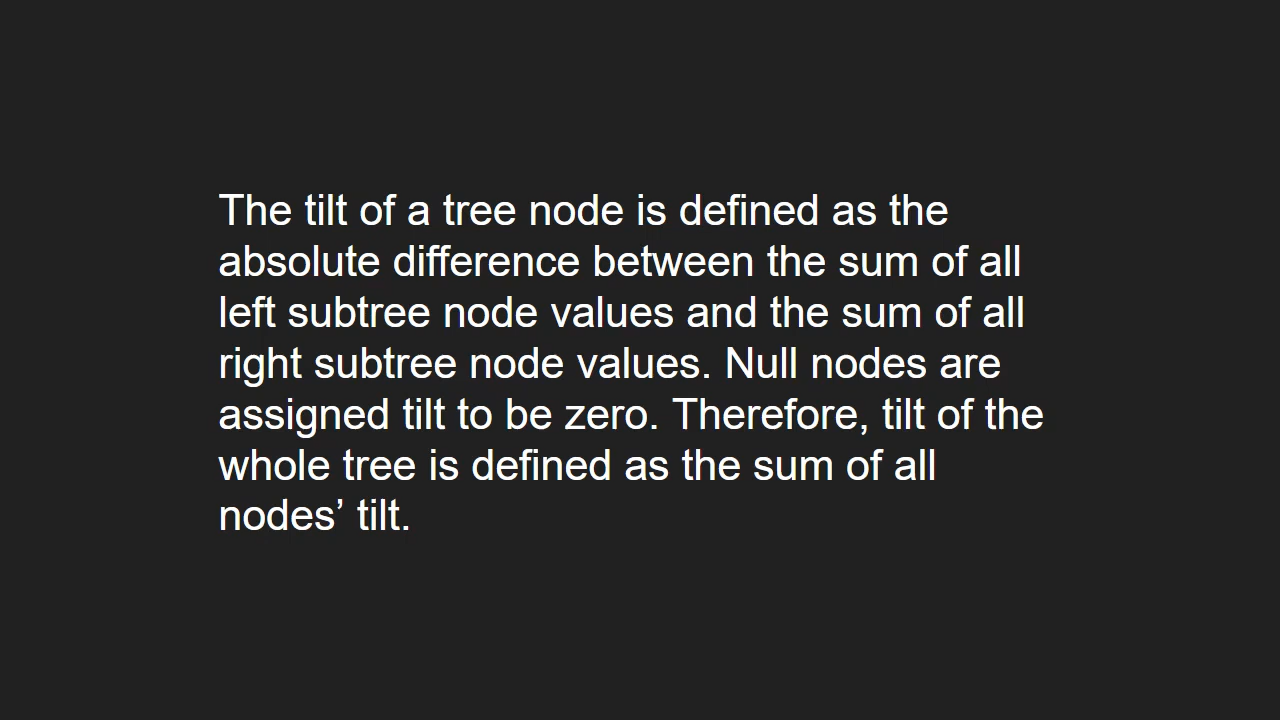 The tilt of a tree node is defined as the
absolute difference between the sum of all
left subtree node values and the sum of all
right subtree node values. Null nodes are
assigned tilt to be zero. Therefore, tilt of the
whole tree is defined as the sum of all
nodes’ tilt.